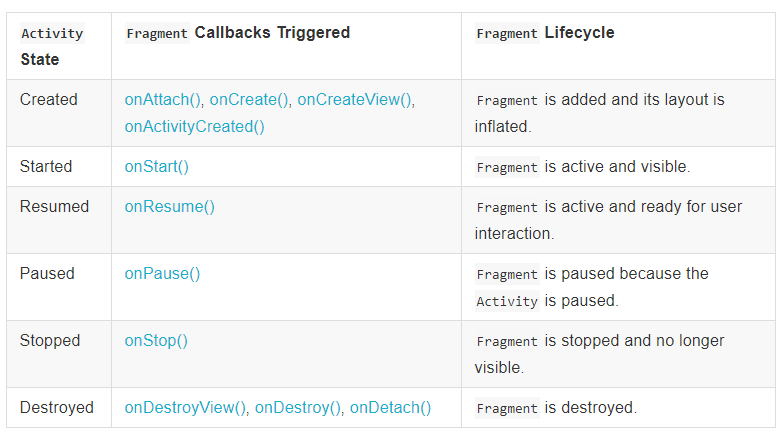 Activity State
Fragment Callbacks Triggered
Fragment Lifecycle
Created
onAttach(), onCreate(), onCreateView(),
onActivityCreated()
Fragment is added and its layout is
inflated.
Started
onStart()
Fragment is active and visible.
Resumed
onResume()
Fragment is active and ready for user
interaction.
Paused
onPause()
Fragment is paused because the
Activity is paused.
Stopped
onStop()
Fragment is stopped and no longer
visible.
Destroyed
onDestroyView(), onDestroy(), onDetach()
Fragment is destroyed.